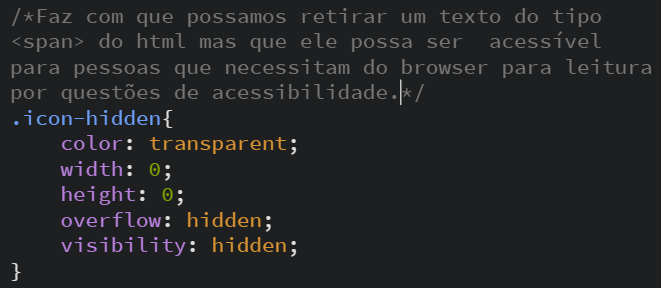 /*Faz com que possamos retirar um texto do tipo
<span> do html mas que ele possa ser  acessível
para pessoas que necessitam do browser para leitura
por questões de acessibilidade.*/
.icon-hidden{
    color: transparent;
    width: 0;
    height: 0;
    overflow: hidden;
    visibility: hidden;
}